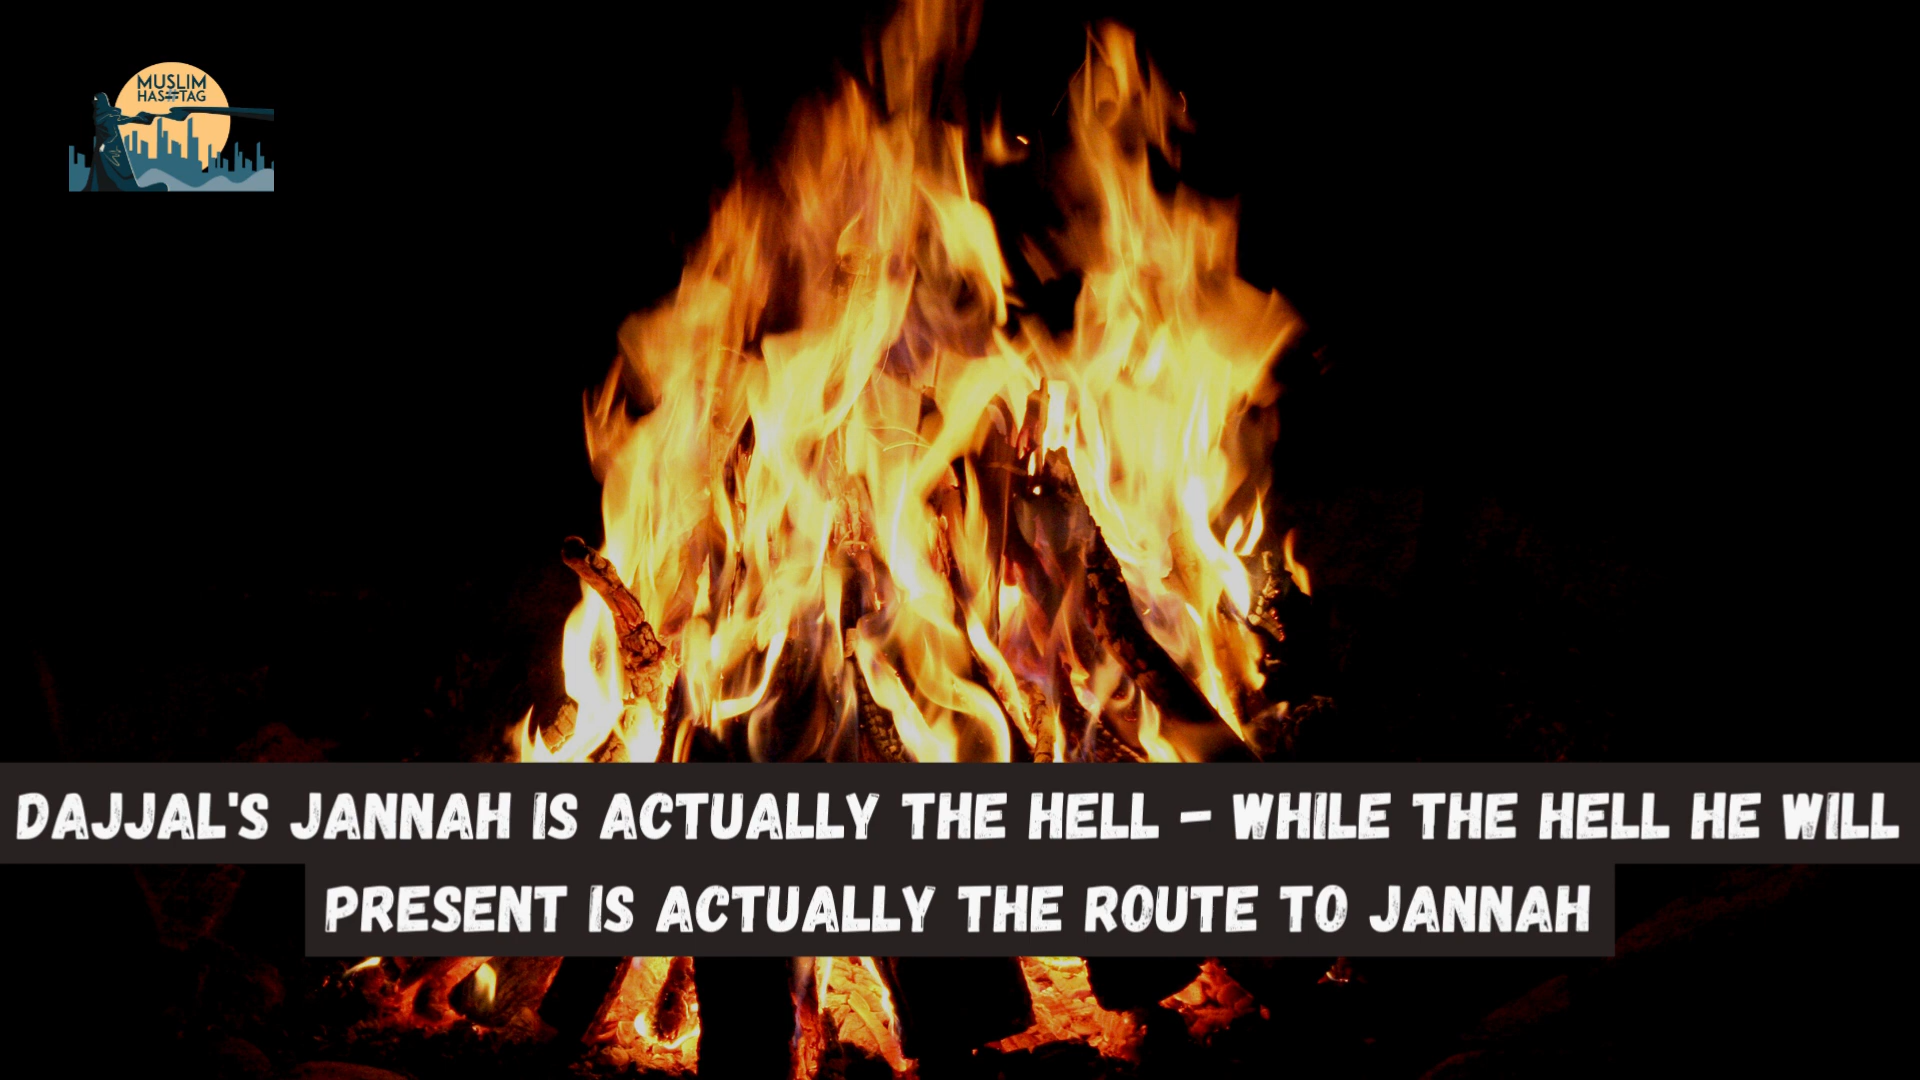 MUSLIM
HASHTAG
DAJJAL'S JANNAH IS ACTUALLY THE HELL - WHILE THE HELL HE WILL
PRESENT IS ACTUALLY THE ROUTE TO JANNAH